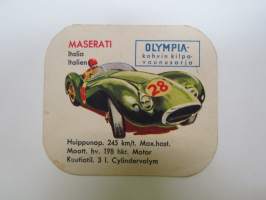 MASERATI
Italia
Italien
OLYMPIA-
kahvin kilpa-
vaunusarja
28
Huippunop. 245 km/t. Max.hast.
Moott. hv. 198 hkr. Motor
Kuutiotil. 3 l. Cylindervolym